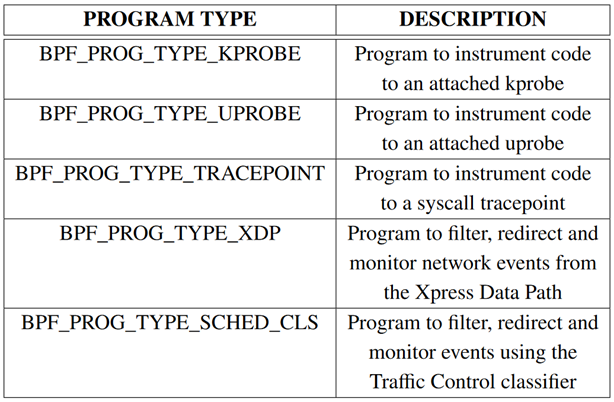 PROGRAM TYPE DESCRIPTION
BPF_PROG_TYPE_KPROBE Program to instrument code
to an attached kprobe
BPF_PROG_TYPE_UPROBE Program to instrument code
to an attached uprobe
BPF_PROG_TYPE_TRACEPOINT Program to instrument code
to a syscall tracepoint
BPF_PROG_TYPE_XDP Program to filter, redirect and
monitor network events from
the Xpress Data Path
BPF_PROG_TYPE_SCHED_CLS Program to filter, redirect and
monitor events using the
Traffic Control classifier